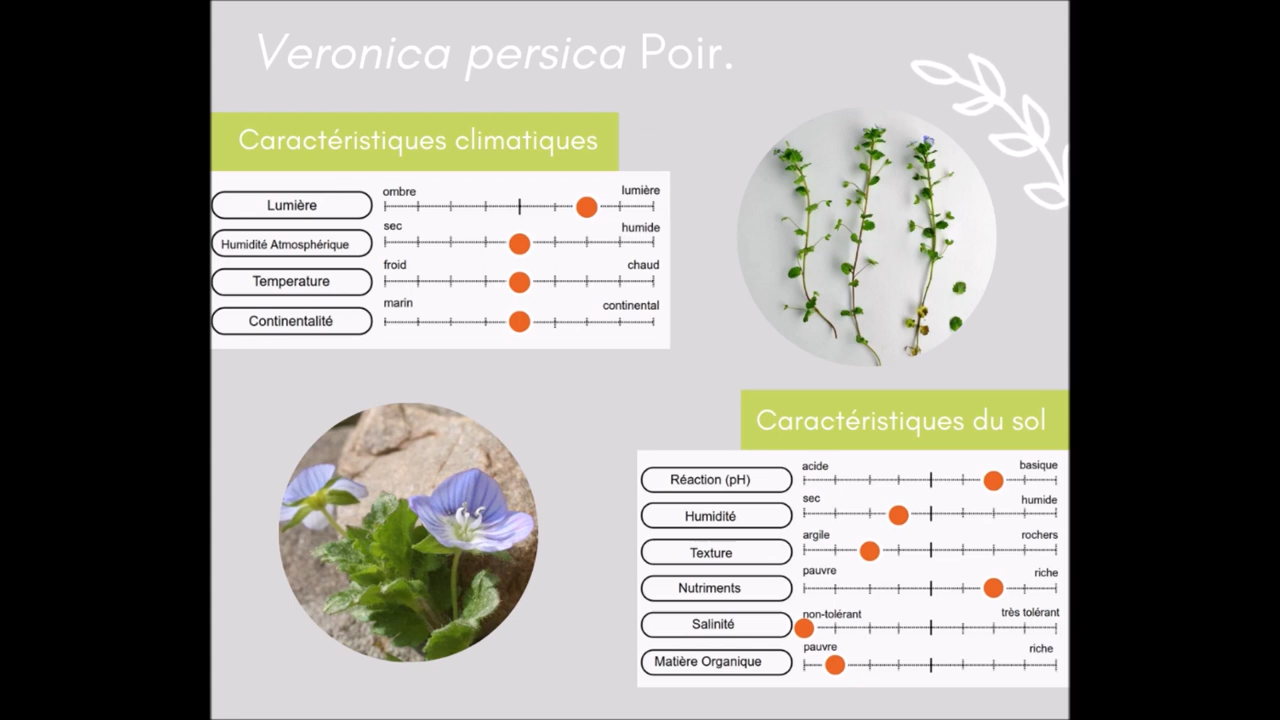 Veronica persica Poir.
Caractéristiques climatiques
Lumière
ombre
lumière
Humidité Atmosphérique
sec
humide
Temperature
froid
chaud
Continentalité
marin
continental
Caractéristiques du sol
Réaction (pH)
acide
basique
Humidité
sec
humide
Texture
argile
rochers
Nutriments
pauvre
riche
Salinité
non-tolérant
très tolérant
Matière Organique
pauvre
riche